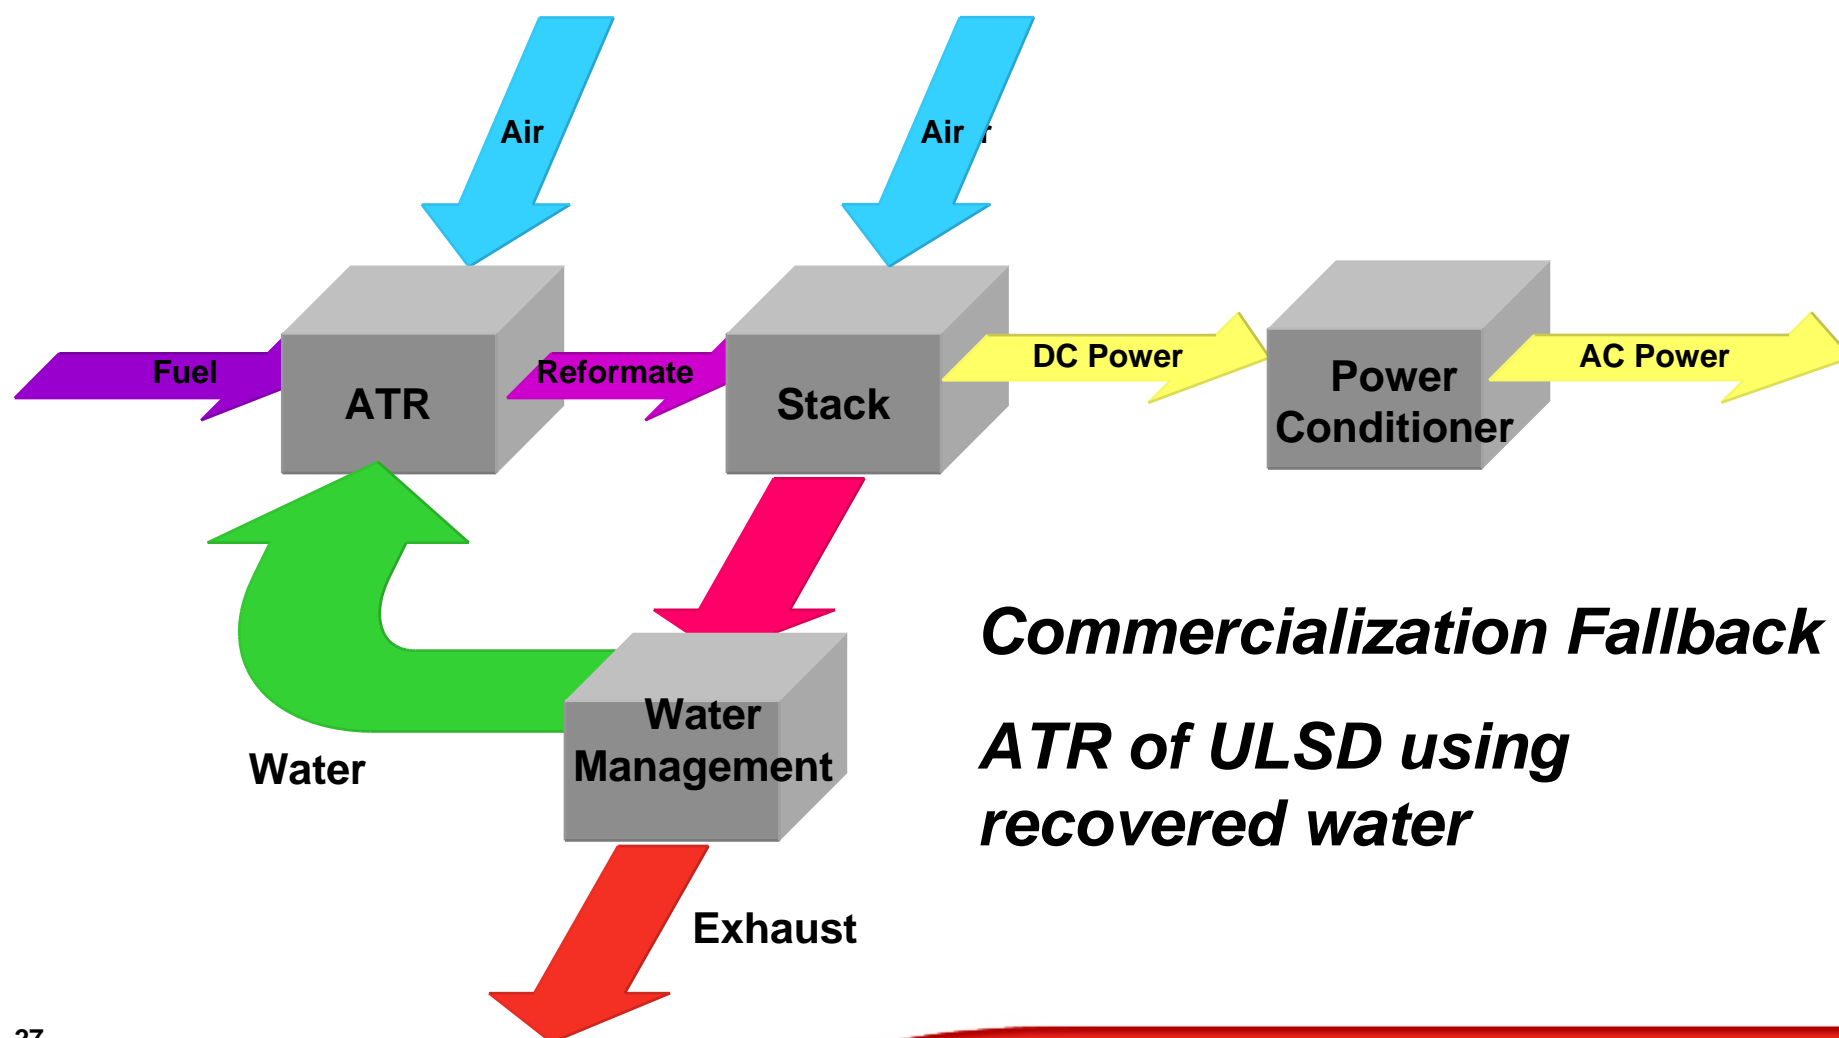 Air
Air
Fuel
ATR
Reformate
Stack
DC Power
Power
Conditioner
AC Power
Commercialization Fallback
ATR of ULSD using
recovered water
Water
Management
Water
Exhaust
27